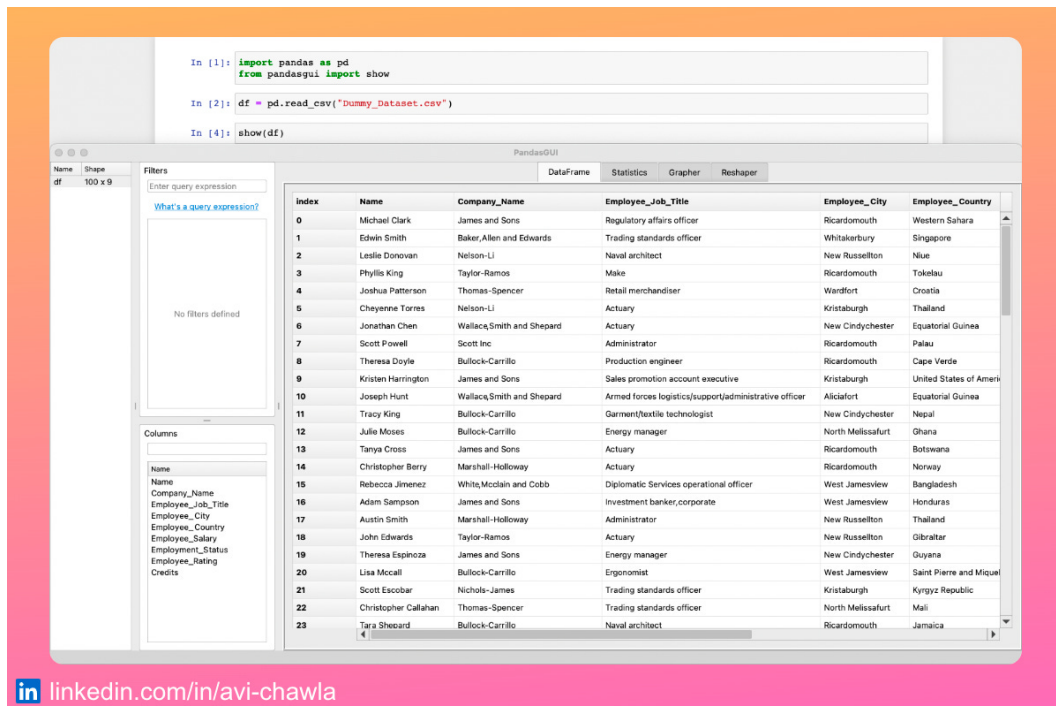 In [1]: import pandas as pd
from pandasgui import show
In [2]: df = pd.read_csv("Dummy_Dataset.csv")
In [4]: show(df)
PandasGUI
Name Shape
df 100 x 9
Filters
Enter query expression
What's a query expression?
No filters defined
Columns
Name
Name
Company_Name
Employee_Job_Title
Employee_City
Employee_Country
Employee_Salary
Employment_Status
Employee_Rating
Credits
DataFrame Statistics Grapher Reshaper
index Name Company_Name Employee_Job_Title Employee_City Employee_Country
0 Michael Clark James and Sons Regulatory affairs officer Ricardomouth Western Sahara
1 Edwin Smith Baker,Allen and Edwards Trading standards officer Whitakerbury Singapore
2 Leslie Donovan Nelson-Li Naval architect New Russellton Niue
3 Phyllis King Taylor-Ramos Make Ricardomouth Tokelau
4 Joshua Patterson Thomas-Spencer Retail merchandiser Wardfort Croatia
5 Cheyenne Torres Nelson-Li Actuary Kristaburgh Thailand
6 Jonathan Chen Wallace,Smith and Shepard Actuary New Cindychester Equatorial Guinea
7 Scott Powell Scott Inc Administrator Ricardomouth Palau
8 Theresa Doyle Bullock-Carrillo Production engineer Ricardomouth Cape Verde
9 Kristen Harrington James and Sons Sales promotion account executive Kristaburgh United States of Ameri
10 Joseph Hunt Wallace,Smith and Shepard Armed forces logistics/support/administrative officer Aliciafort Equatorial Guinea
11 Tracy King Bullock-Carrillo Garment/textile technologist New Cindychester Nepal
12 Julie Moses Bullock-Carrillo Energy manager North Melissafurt Ghana
13 Tanya Cross James and Sons Actuary Ricardomouth Botswana
14 Christopher Berry Marshall-Holloway Actuary Ricardomouth Norway
15 Rebecca Jimenez White,Mcclain and Cobb Diplomatic Services operational officer West Jamesview Bangladesh
16 Adam Sampson James and Sons Investment banker,corporate West Jamesview Honduras
17 Austin Smith Marshall-Holloway Administrator New Russellton Thailand
18 John Edwards Taylor-Ramos Actuary New Russellton Gibraltar
19 Theresa Espinoza James and Sons Energy manager New Cindychester Guyana
20 Lisa Mccall Bullock-Carrillo Ergonomist West Jamesview Saint Pierre and Miquel
21 Scott Escobar Nichols-James Trading standards officer Kristaburgh Kyrgyz Republic
22 Christopher Callahan Thomas-Spencer Trading standards officer North Melissafurt Mali
23 Tara Shepard Bullock-Carrillo Naval architect Ricardomouth Jamaica
in linkedin.com/in/avi-chawla